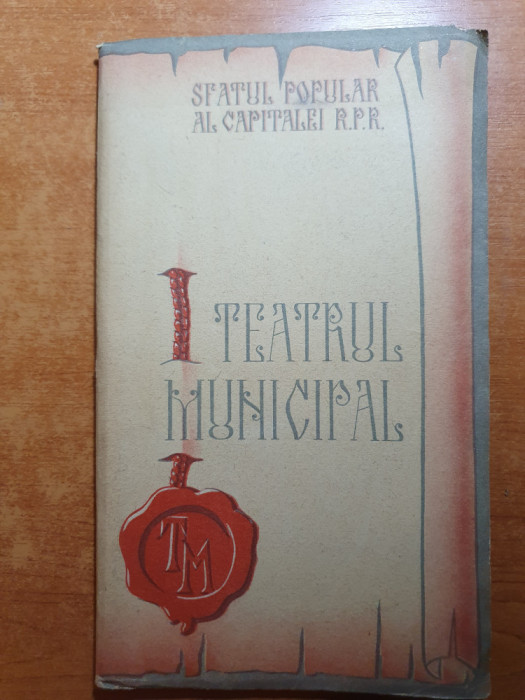 SFATUL POPULAR
AL CAPITALEI R.P.R.
TEATRUL
MUNICIPAL
TM